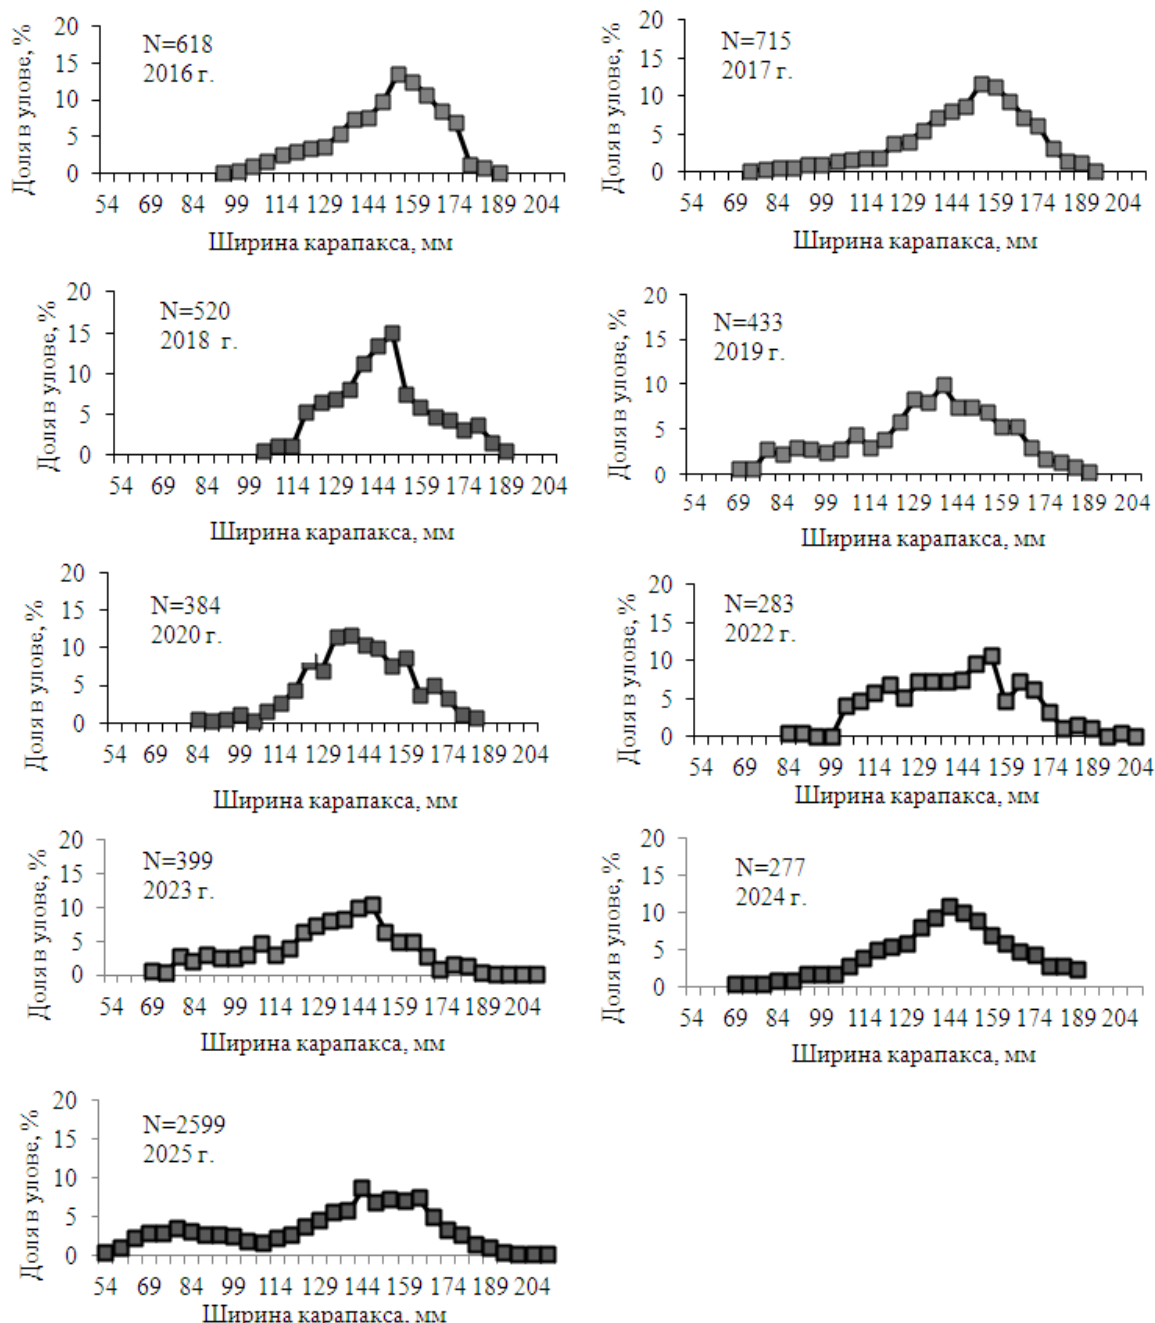 Доля в улове, %
20
15
10
5
0
N=618
2016 г.
54 69 84 99 114 129 144 159 174 189 204
Ширина карапакса, мм
Доля в улове, %
20
15
10
5
0
N=715
2017 г.
54 69 84 99 114 129 144 159 174 189 204
Ширина карапакса, мм
Доля в улове, %
20
15
10
5
0
N=520
2018 г.
54 69 84 99 114 144 159 174 189 204
Ширина карапакса, мм
Доля в улове, %
20
15
10
5
0
N=433
2019 г.
54 69 84 99 114 129 144 159 174 189 204
Ширина карапакса, мм
Доля в улове, %
20
15
10
5
0
N=384
2020 г.
54 69 84 99 114 129 144 159 174 189 204
Ширина карапакса, мм
Доля в улове, %
20
15
10
5
0
N=283
2022 г.
54 69 84 99 114 129 144 159 174 189 204
Ширина карапакса, мм
Доля в улове, %
20
15
10
5
0
N=399
2023 г.
54 69 84 99 114 129 144 159 174 189 204
Ширина карапакса, мм
Доля в улове, %
20
15
10
5
0
N=277
2024 г.
54 69 84 99 114 129 144 159 174 189 204
Ширина карапакса, мм
Доля в улове, %
20
15
10
5
0
N=2599
2025 г.
54 69 84 99 114 129 144 159 174 189 204
Ширина карапакса, мм